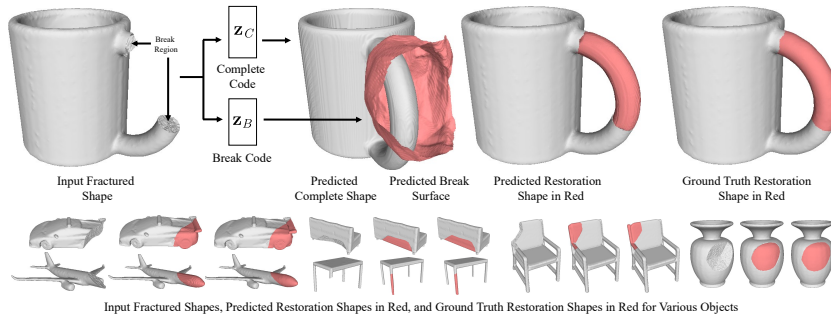 Break
Region
z_C
Complete
Code
z_B
Break Code
Input Fractured
Shape
Predicted
Complete Shape
Predicted Break
Surface
Predicted Restoration
Shape in Red
Ground Truth Restoration
Shape in Red
Input Fractured Shapes, Predicted Restoration Shapes in Red, and Ground Truth Restoration Shapes in Red for Various Objects